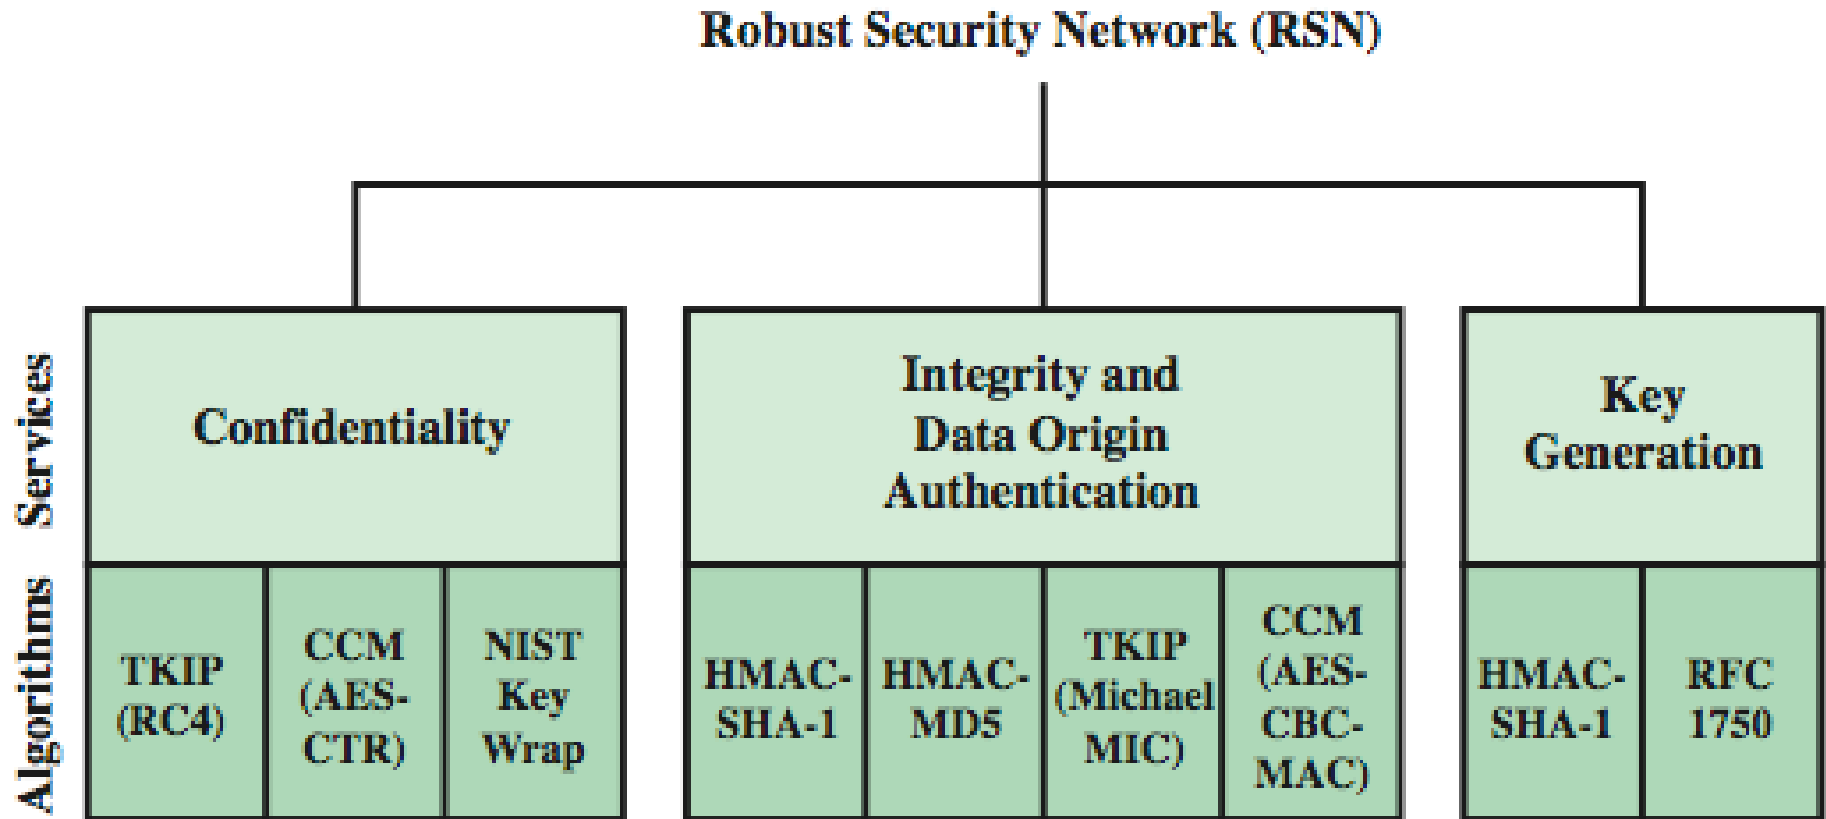 Robust Security Network (RSN)
Services
Confidentiality
Integrity and
Data Origin
Authentication
Key
Generation
Algorithms
TKIP
(RC4)
CCM
(AES-
CTR)
NIST
Key
Wrap
HMAC-
SHA-1
HMAC-
MD5
TKIP
(Michael
MIC)
CCM
(AES-
CBC-
MAC)
HMAC-
SHA-1
RFC
1750